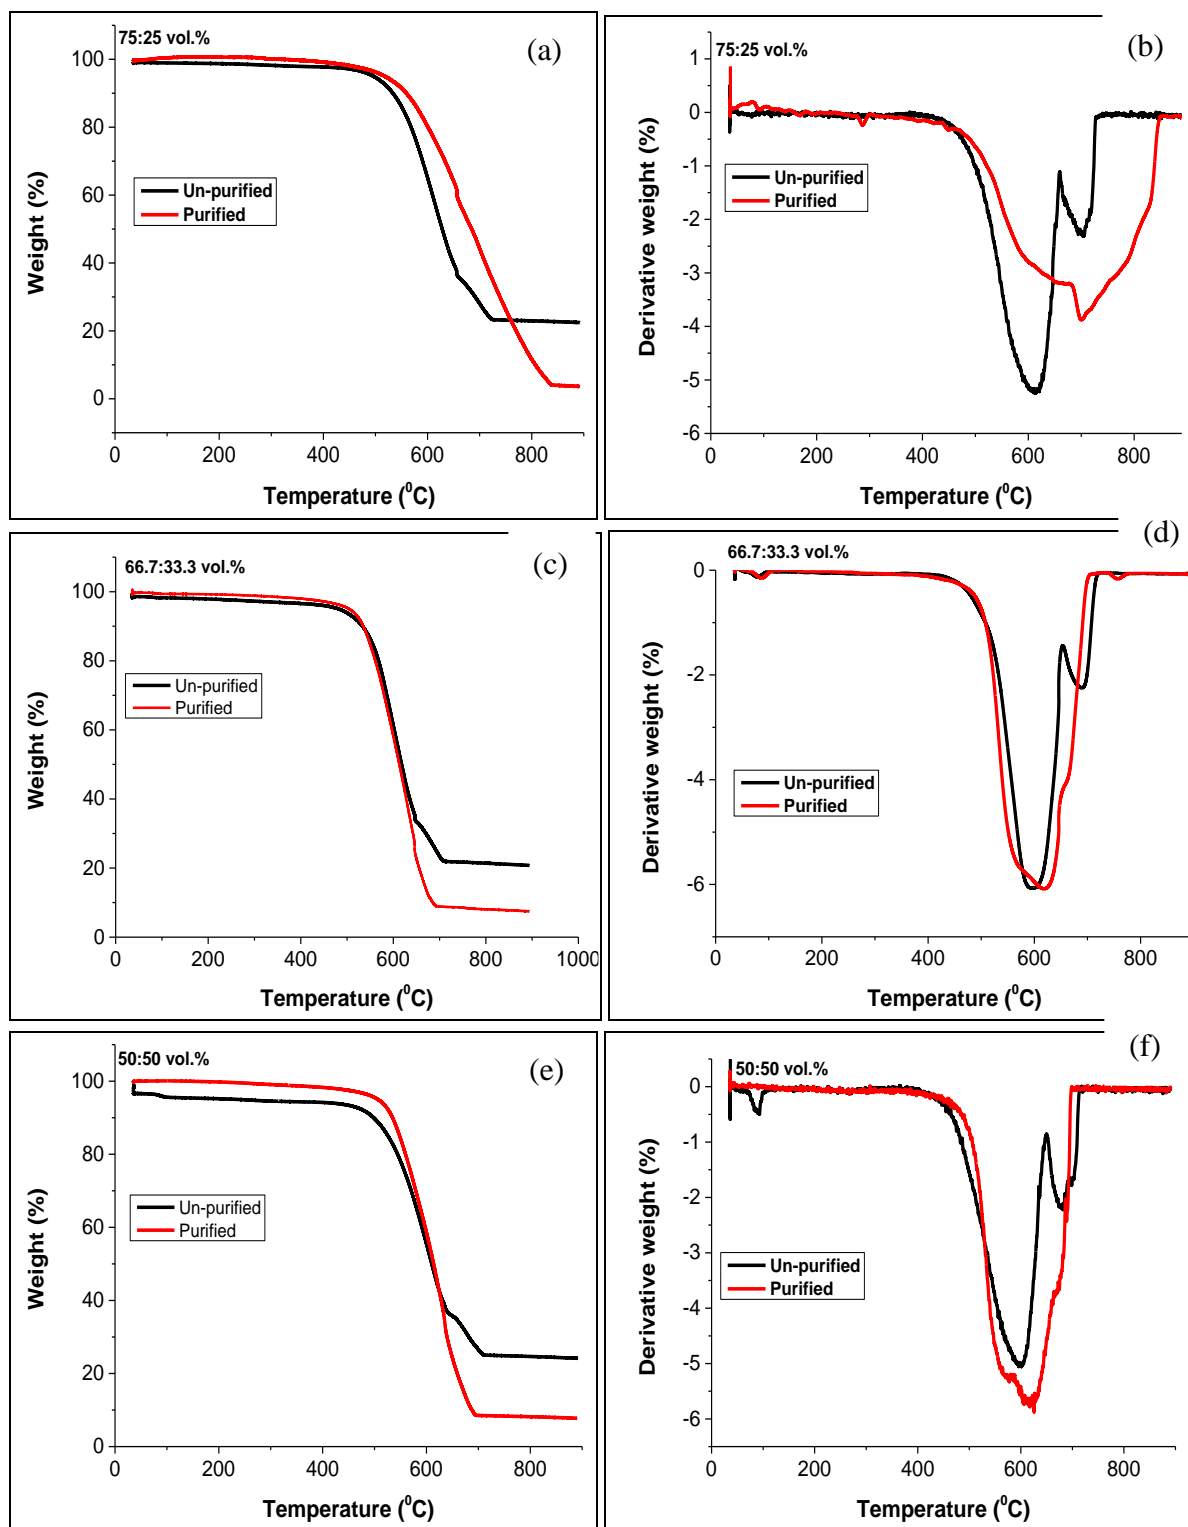 75:25 vol.%
(a)
100
80
60
40
20
0
Un-purified
Purified
Weight (%)
0 200 400 600 800
Temperature (⁰C)
75:25 vol.%
(b)
1
0
-1
-2
-3
-4
-5
-6
Un-purified
Purified
Derivative weight (%)
0 200 400 600 800
Temperature (⁰C)
66.7:33.3 vol.%
(c)
100
80
60
40
20
0
Un-purified
Purified
Weight (%)
0 200 400 600 800 1000
Temperature (⁰C)
66.7:33.3 vol.%
(d)
0
-2
-4
-6
Un-purified
Purified
Derivative weight (%)
0 200 400 600 800
Temperature (⁰C)
50:50 vol.%
(e)
100
80
60
40
20
0
Un-purified
Purified
Weight (%)
0 200 400 600 800
Temperature (⁰C)
50:50 vol.%
(f)
0
-1
-2
-3
-4
-5
-6
Un-purified
Purified
Derivative weight (%)
0 200 400 600 800
Temperature (⁰C)